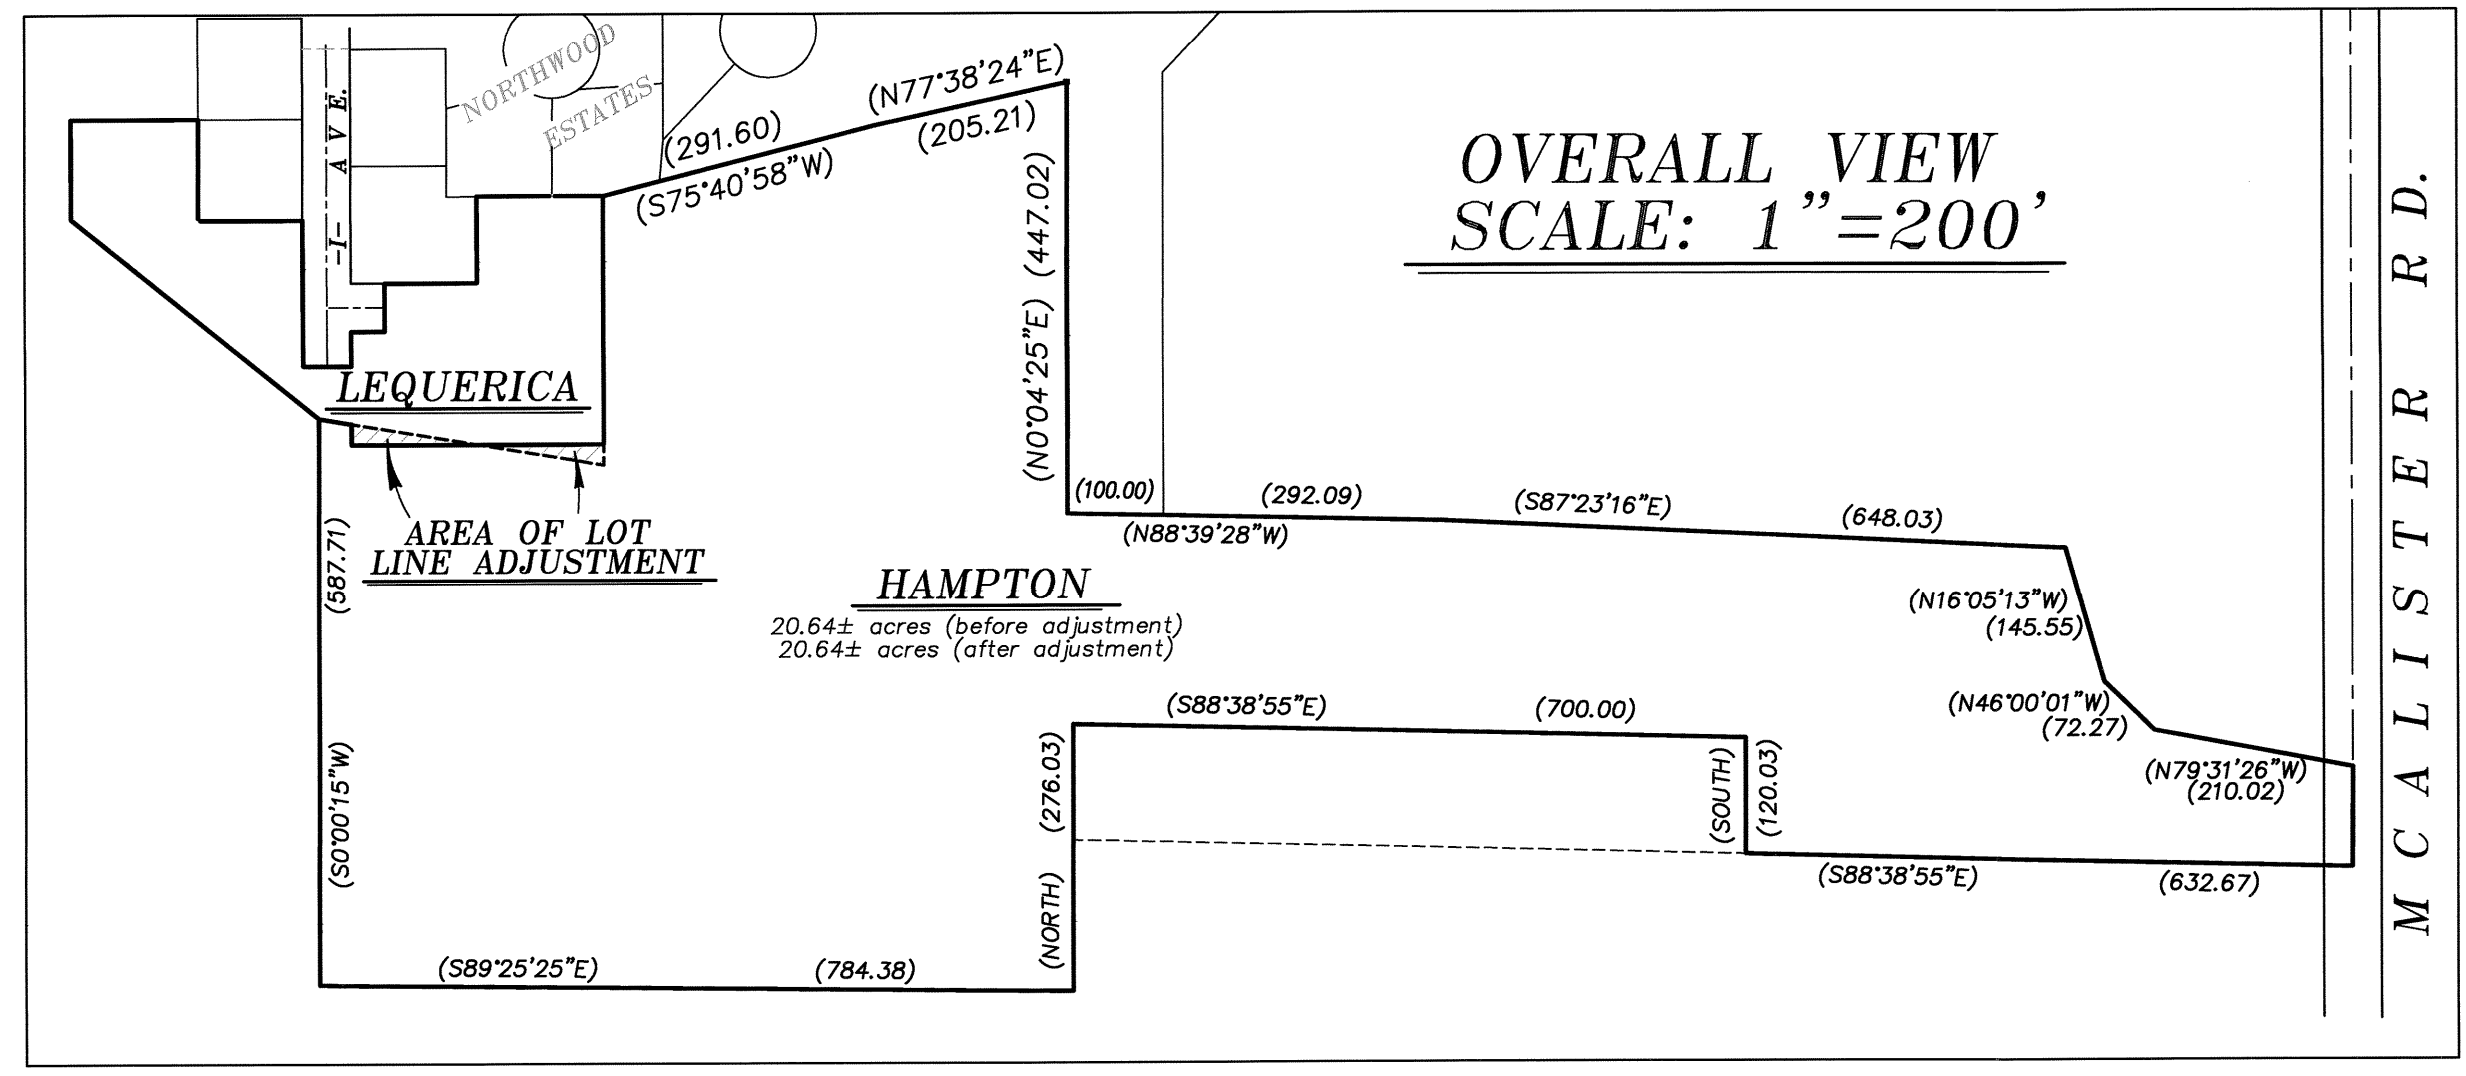 NORTHWOOD
ESTATES
-I- AVE.
(291.60)
(S75°40'58"W)
(N77°38'24"E)
(205.21)
(N0°04'25"E) (447.02)
OVERALL VIEW
SCALE: 1"=200'
MCALISTER RD.
LEQUERICA
AREA OF LOT
LINE ADJUSTMENT
(587.71)
(S0°00'15"W)
(100.00)
(292.09)
(N88°39'28"W)
(S87°23'16"E)
(648.03)
HAMPTON
20.64± acres (before adjustment)
20.64± acres (after adjustment)
(N16°05'13"W)
(145.55)
(N46°00'01"W)
(72.27)
(N79°31'26"W)
(210.02)
(S88°38'55"E)
(700.00)
(276.03)
(NORTH)
(SOUTH)
(120.03)
(S88°38'55"E)
(632.67)
(S89°25'25"E)
(784.38)